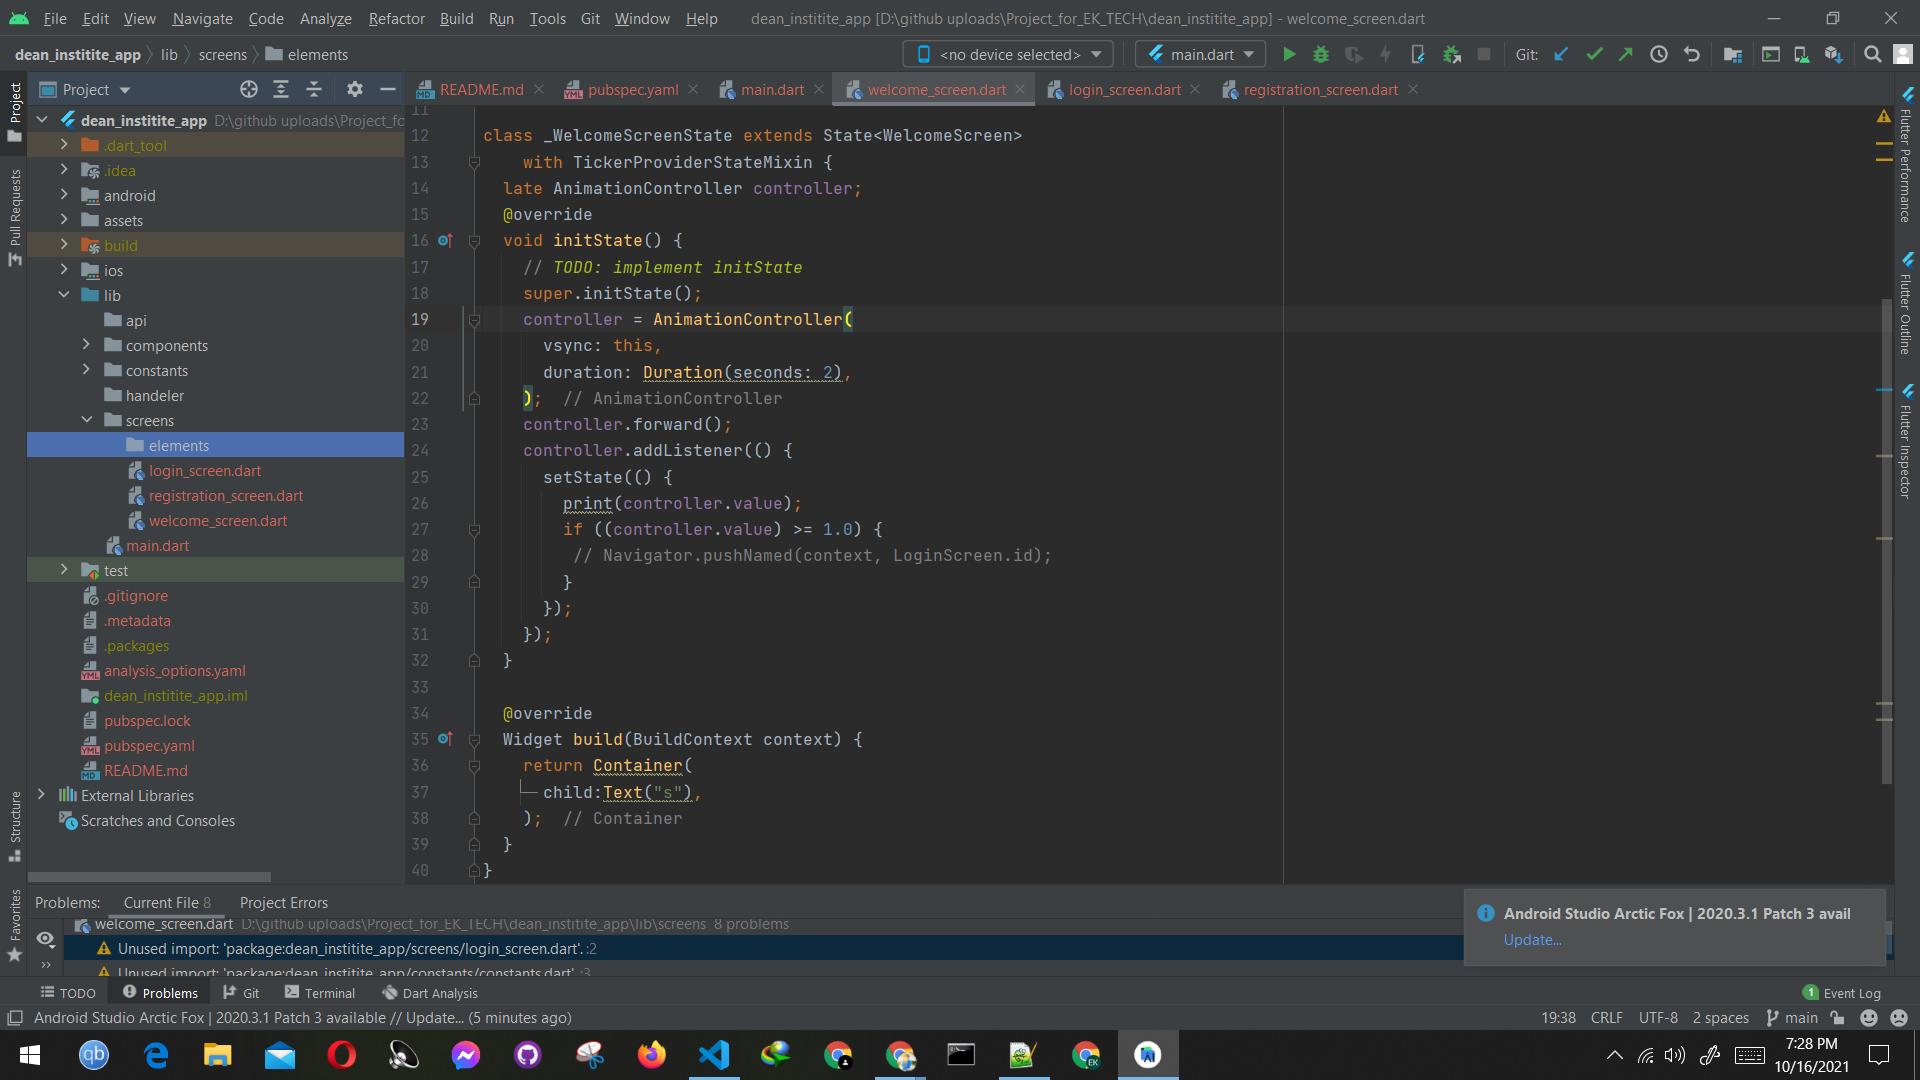 File Edit View Navigate Code Analyze Refactor Build Run Tools Git Window Help dean_institite_app [D:\github uploads\Project_for_EK_TECH\dean_institite_app] - welcome_screen.dart
dean_institite_app lib screens elements <no device selected> main.dart Git:
Project README.md pubspec.yaml main.dart welcome_screen.dart login_screen.dart registration_screen.dart
Project
Pull Requests
Structure
Favorites
dean_institite_app D:\github uploads\Project_fo
.dart_tool
.idea
android
assets
build
ios
lib
api
components
constants
handeler
screens
elements
login_screen.dart
registration_screen.dart
welcome_screen.dart
main.dart
test
.gitignore
.metadata
.packages
analysis_options.yaml
dean_institite_app.iml
pubspec.lock
pubspec.yaml
README.md
External Libraries
Scratches and Consoles
11
12 class _WelcomeScreenState extends State<WelcomeScreen>
13 with TickerProviderStateMixin {
14 late AnimationController controller;
15 @override
16 void initState() {
17 // TODO: implement initState
18 super.initState();
19 controller = AnimationController(
20 vsync: this,
21 duration: Duration(seconds: 2),
22 ); // AnimationController
23 controller.forward();
24 controller.addListener(() {
25 setState(() {
26 print(controller.value);
27 if ((controller.value) >= 1.0) {
28 // Navigator.pushNamed(context, LoginScreen.id);
29 }
30 });
31 });
32 }
33
34 @override
35 Widget build(BuildContext context) {
36 return Container(
37 child:Text("s"),
38 ); // Container
39 }
40 }
Flutter Performance
Flutter Outline
Flutter Inspector
Problems: Current File 8 Project Errors
welcome_screen.dart D:\github uploads\Project_for_EK_TECH\dean_institite_app\lib\screens 8 problems
Unused import: 'package:dean_institite_app/screens/login_screen.dart'. :2
Unused import: 'package:dean_institite_app/constants/constants.dart' :3
Android Studio Arctic Fox | 2020.3.1 Patch 3 avail
Update...
TODO Problems Git Terminal Dart Analysis 1 Event Log
Android Studio Arctic Fox | 2020.3.1 Patch 3 available // Update... (5 minutes ago) 19:38 CRLF UTF-8 2 spaces main
7:28 PM
10/16/2021